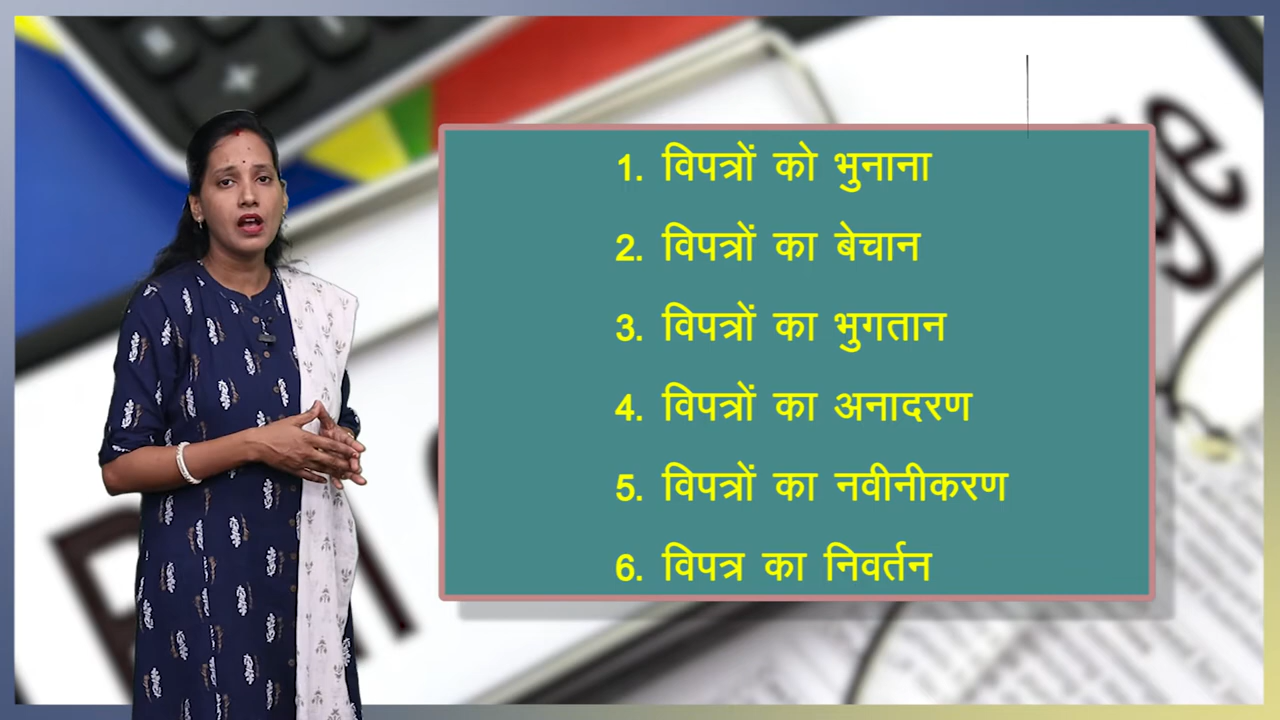 1. विपत्रों को भुनाना
2. विपत्रों का बेचान
3. विपत्रों का भुगतान
4. विपत्रों का अनादरण
5. विपत्रों का नवीनीकरण
6. विपत्र का निवर्तन